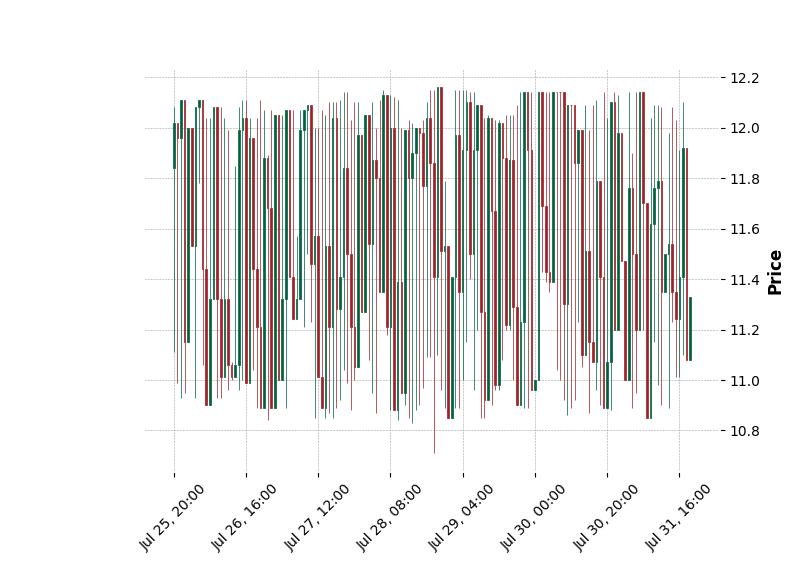 12.2
12.0
11.8
11.6
11.4
11.2
11.0
10.8
Price
Jul 25, 20:00
Jul 26, 16:00
Jul 27, 12:00
Jul 28, 08:00
Jul 29, 04:00
Jul 30, 00:00
Jul 30, 20:00
Jul 31, 16:00